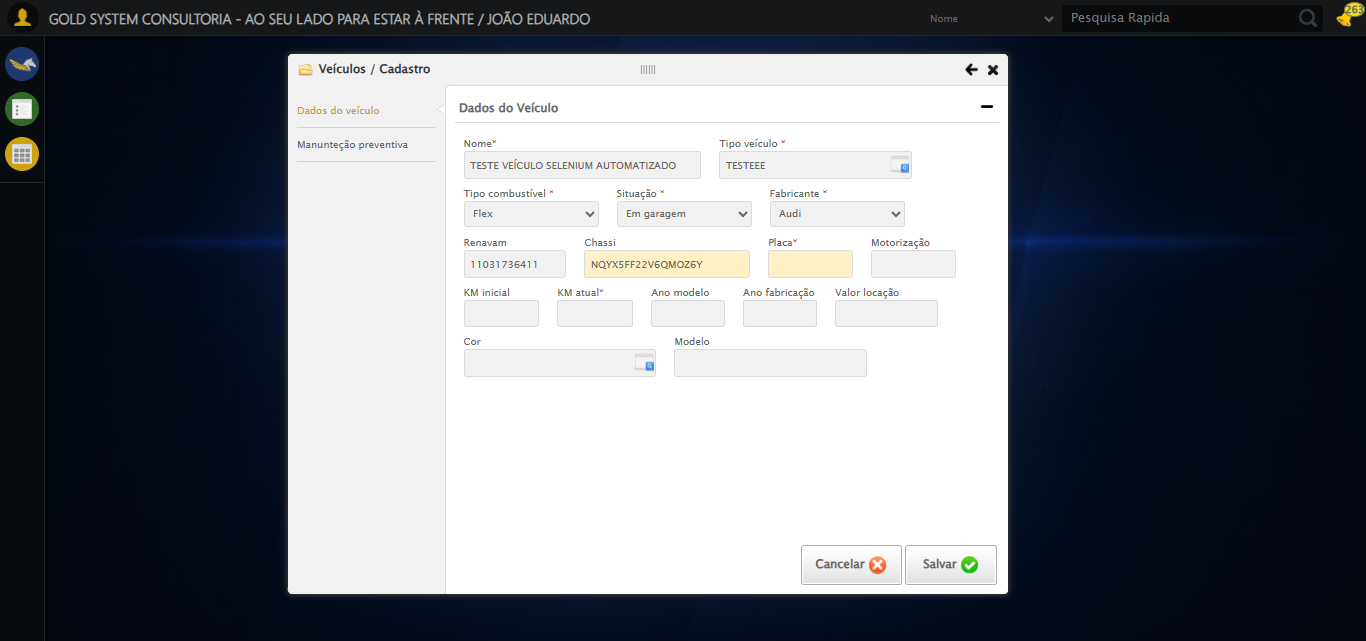 GOLD SYSTEM CONSULTORIA - AO SEU LADO PARA ESTAR À FRENTE / JOÃO EDUARDO
Nome
Pesquisa Rapida
263
Veículos / Cadastro
Dados do veículo
Manunteção preventiva
Dados do Veículo
Nome*
Tipo veículo *
TESTE VEÍCULO SELENIUM AUTOMATIZADO
TESTEEE
Tipo combustível *
Situação *
Fabricante *
Flex
Em garagem
Audi
Renavam
Chassi
Placa*
Motorização
11031736411
NQYX5FF22V6QMOZ6Y
KM inicial
KM atual*
Ano modelo
Ano fabricação
Valor locação
Cor
Modelo
Cancelar
Salvar